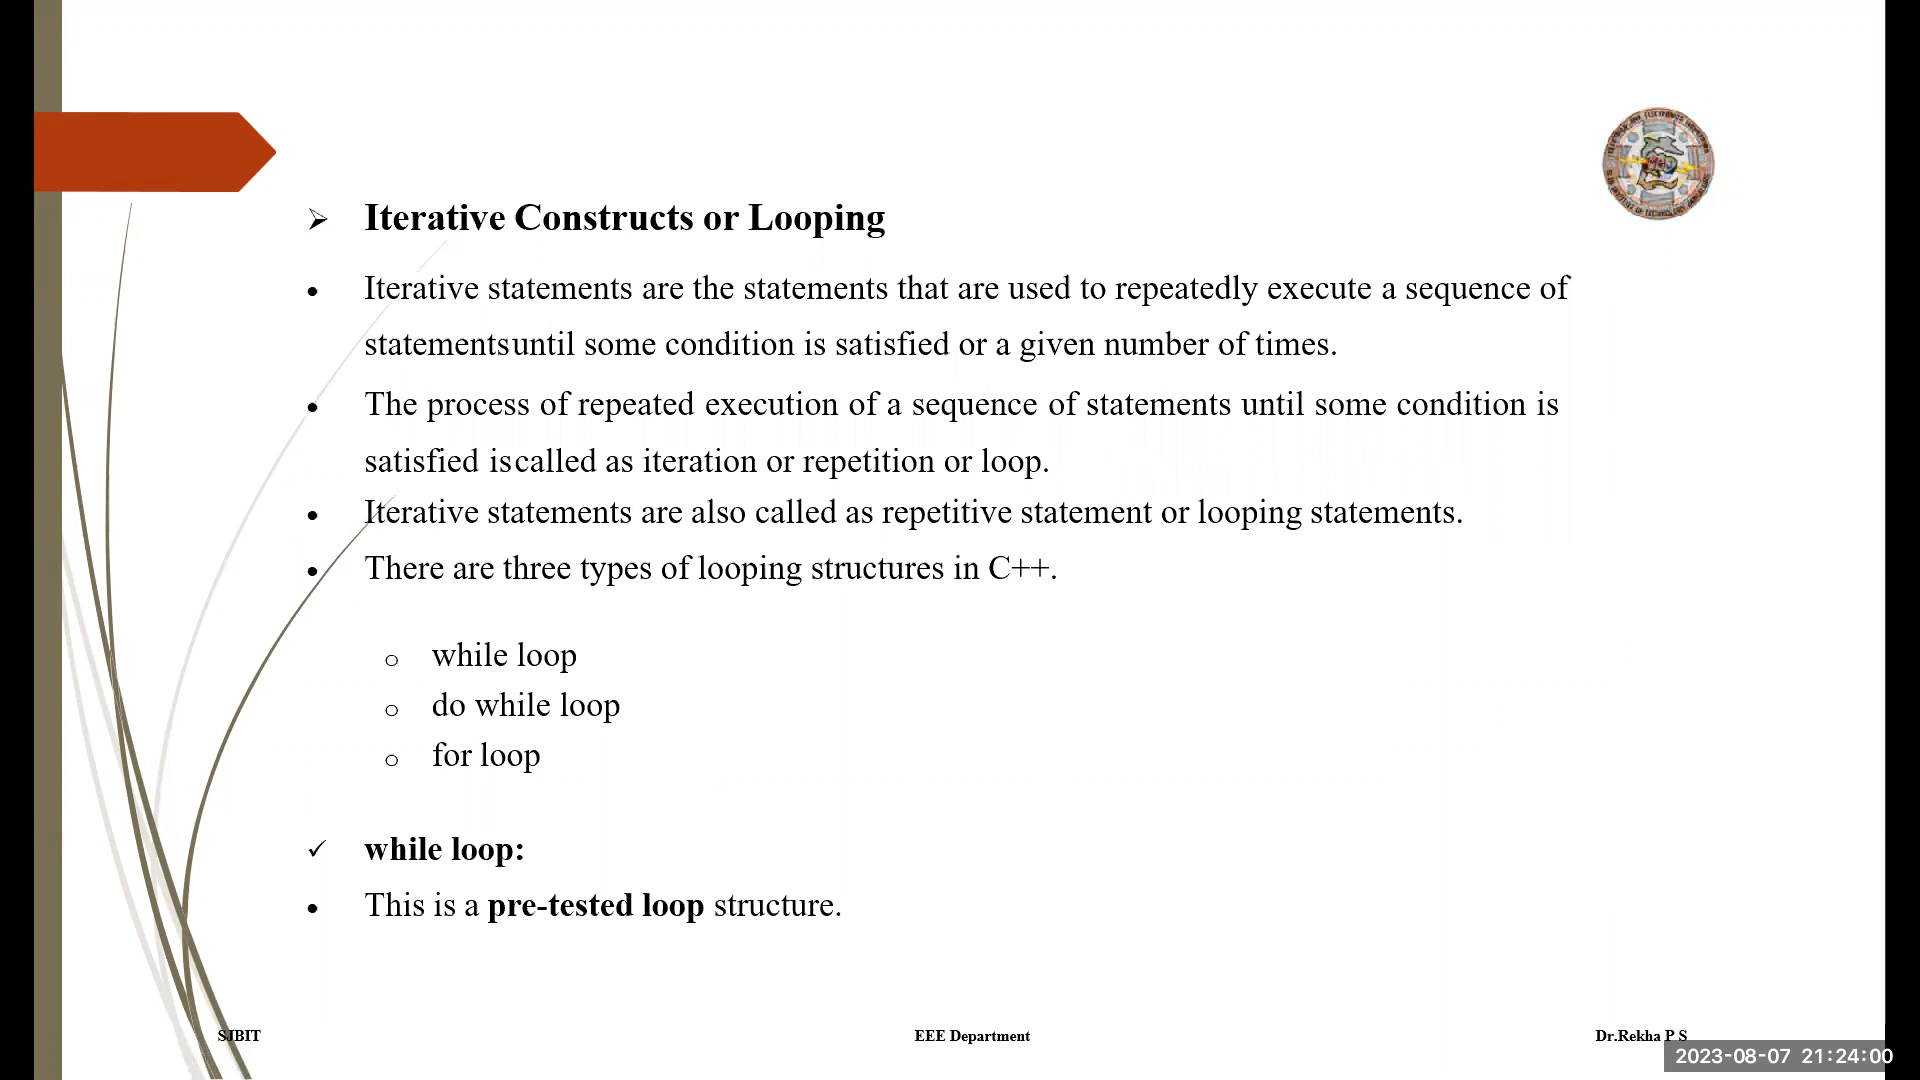 ➢ Iterative Constructs or Looping
• Iterative statements are the statements that are used to repeatedly execute a sequence of
statementsuntil some condition is satisfied or a given number of times.
• The process of repeated execution of a sequence of statements until some condition is
satisfied iscalled as iteration or repetition or loop.
• Iterative statements are also called as repetitive statement or looping statements.
• There are three types of looping structures in C++.
o while loop
o do while loop
o for loop
✓ while loop:
• This is a pre-tested loop structure.
SJBIT
EEE Department
Dr.Rekha P S
2023-08-07 21:24:00